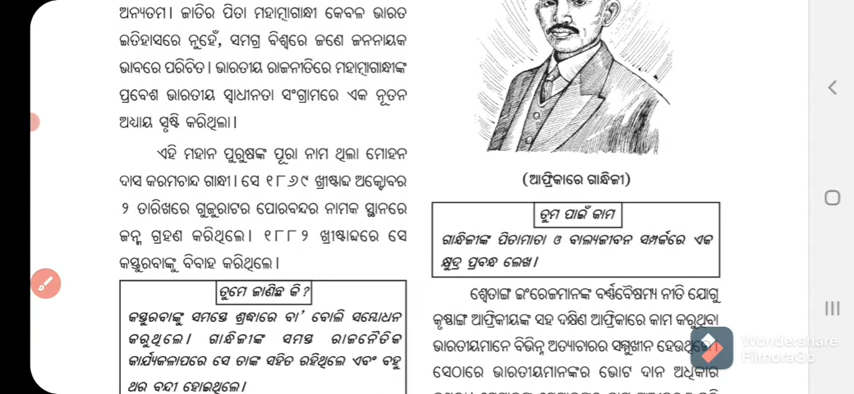 ଅନ୍ୟତମ। ଜାତିର ପିତା ମହାତ୍ମାଗାନ୍ଧୀ କେବଳ ଭାରତ
ଇତିହାସରେ ନୁହେଁ, ସମଗ୍ର ବିଶ୍ୱରେ ଜଣେ ଜନନାୟକ
ଭାବରେ ପରିଚିତ। ଭାରତୀୟ ରାଜନୀତିରେ ମହାତ୍ମାଗାନ୍ଧୀଙ୍କ
ପ୍ରବେଶ ଭାରତୀୟ ସ୍ୱାଧୀନତା ସଂଗ୍ରାମରେ ଏକ ନୂତନ
ଅଧ୍ୟାୟ ସୃଷ୍ଟି କରିଥିଲା।
ଏହି ମହାନ ପୁରୁଷଙ୍କ ପୂରା ନାମ ଥିଲା ମୋହନ
ଦାସ କରମଚାନ୍ଦ ଗାନ୍ଧୀ। ସେ ୧୮୬୯ ଖ୍ରୀଷ୍ଟାବ୍ଦ ଅକ୍ଟୋବର
୨ ତାରିଖରେ ଗୁଜୁରାଟର ପୋରବନ୍ଦର ନାମକ ସ୍ଥାନରେ
ଜନ୍ମ ଗ୍ରହଣ କରିଥିଲେ। ୧୮୮୨ ଖ୍ରୀଷ୍ଟାବ୍ଦରେ ସେ
କସ୍ତୁରବାଙ୍କୁ ବିବାହ କରିଥିଲେ।
ତୁମେ ଜାଣିଛ କି ?
କସ୍ତୁରବାଙ୍କୁ ସମସ୍ତେ ଶ୍ରଦ୍ଧାରେ ବା' ବୋଲି ସମ୍ବୋଧନ
କରୁଥିଲେ। ଗାନ୍ଧିଜୀଙ୍କ ସମସ୍ତ ରାଜନୈତିକ
କାର୍ଯ୍ୟକଳାପରେ ସେ ତାଙ୍କ ସହିତ ରହିଥିଲେ ଏବଂ ବହୁ
ଥର ବନ୍ଦୀ ହୋଇଥିଲେ।
(ଆଫ୍ରିକାରେ ଗାନ୍ଧିଜୀ)
ତୁମ ପାଇଁ କାମ
ଗାନ୍ଧିଜୀଙ୍କ ପିତାମାତା ଓ ବାଲ୍ୟଜୀବନ ସମ୍ପର୍କରେ ଏକ
କ୍ଷୁଦ୍ର ପ୍ରବନ୍ଧ ଲେଖ।
ଶ୍ୱେତାଙ୍ଗ ଇଂରେଜମାନଙ୍କ ବର୍ଣ୍ଣବୈଷମ୍ୟ ନୀତି ଯୋଗୁ
କୃଷ୍ଣାଙ୍ଗ ଆଫ୍ରିକୀୟଙ୍କ ସହ ଦକ୍ଷିଣ ଆଫ୍ରିକାରେ କାମ କରୁଥିବା
ଭାରତୀୟମାନେ ବିଭିନ୍ନ ଅତ୍ୟାଚାରର ସମ୍ମୁଖୀନ
ସେଠାରେ ଭାରତୀୟମାନଙ୍କର ଭୋଟ ଦାନ ଅଧିକାର
Wondershare
FilmoraGo